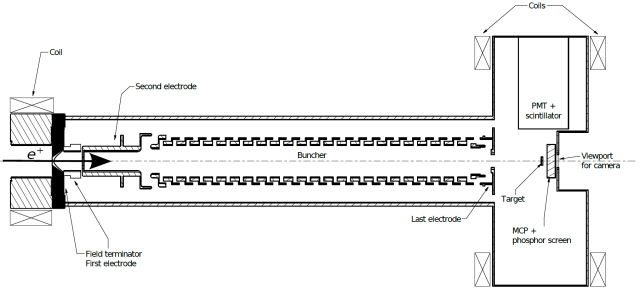 Coils
Coil
Second electrode
PMT +
scintillator
e+
Buncher
Viewport
for camera
Target
Last electrode
MCP +
phosphor screen
Field terminator
First electrode